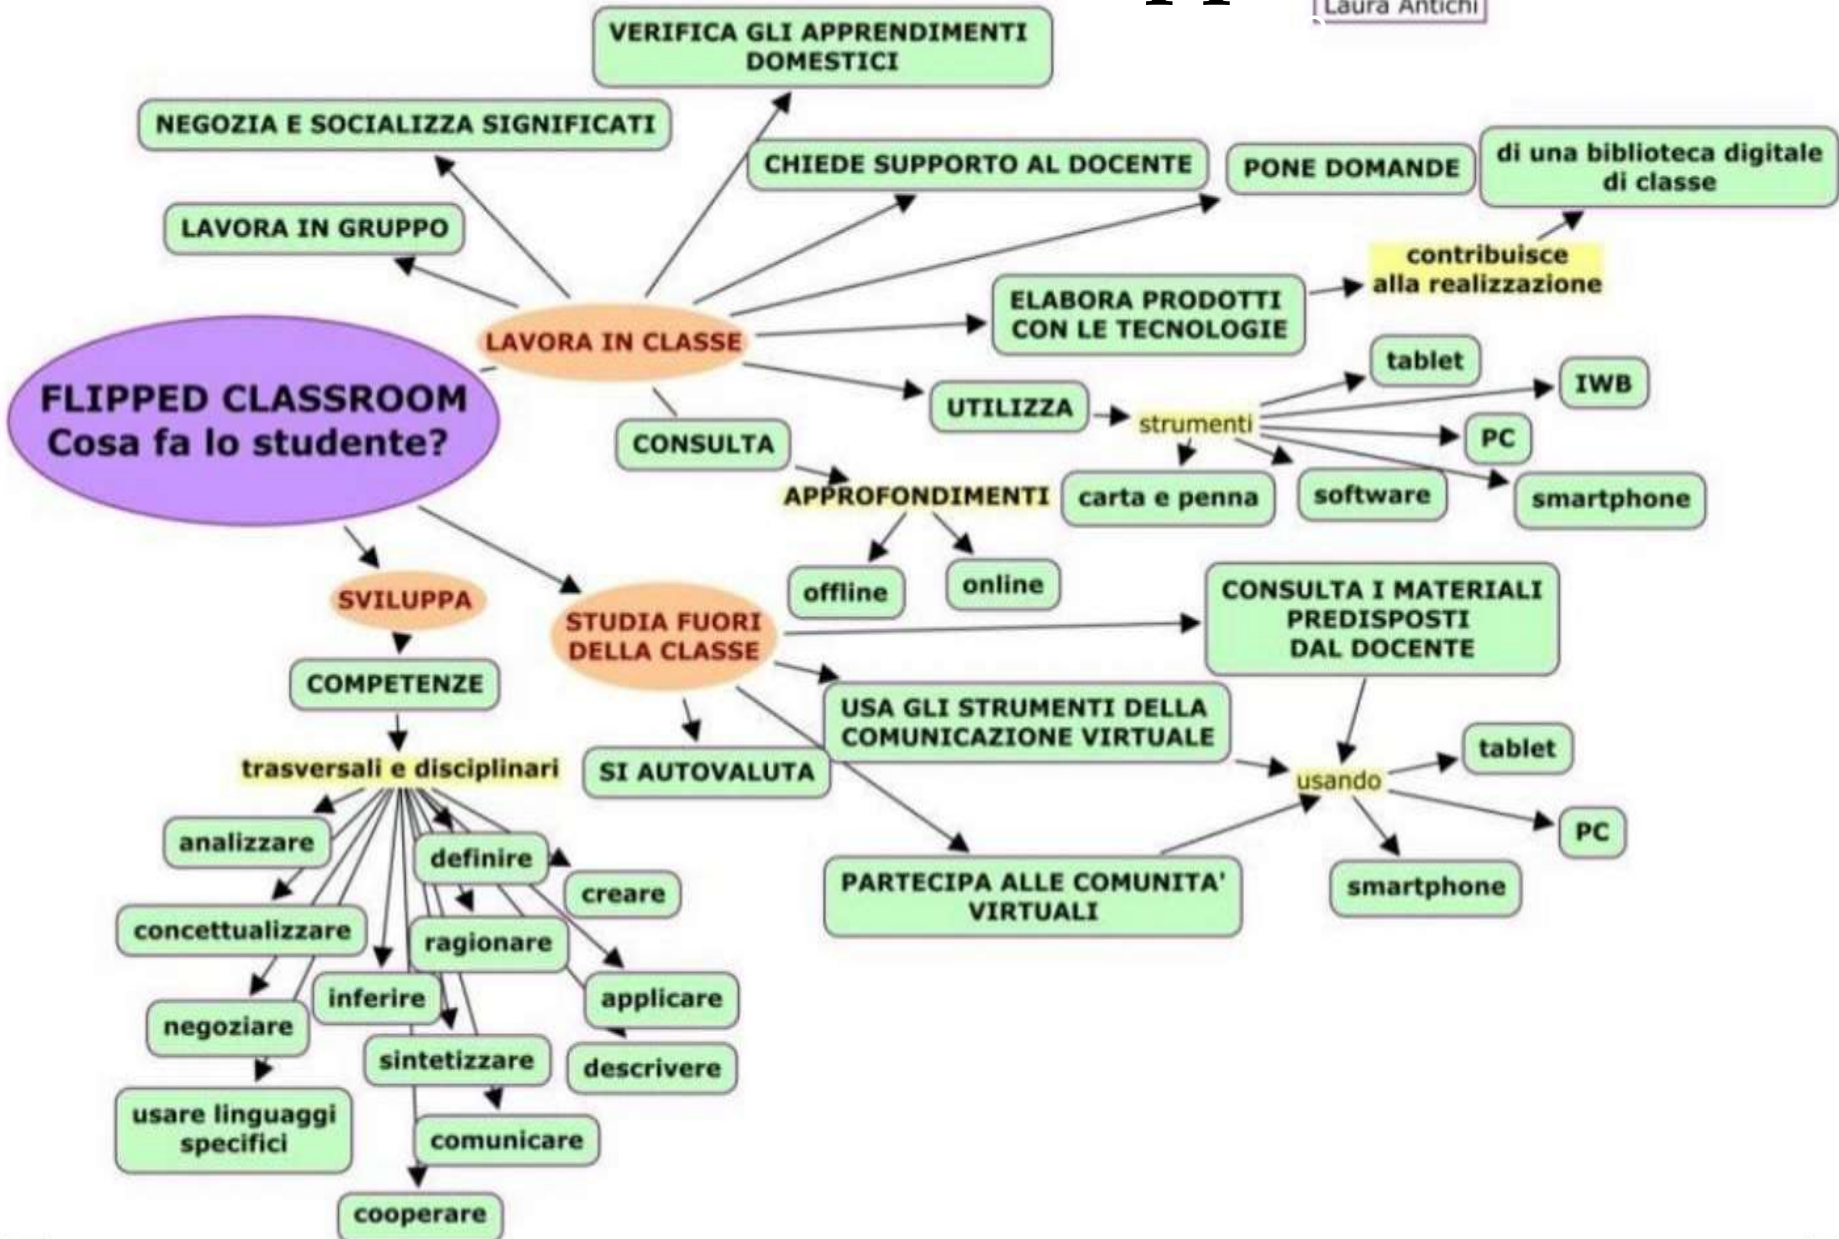 Laura Antichi
VERIFICA GLI APPRENDIMENTI
DOMESTICI
NEGOZIA E SOCIALIZZA SIGNIFICATI
CHIEDE SUPPORTO AL DOCENTE
PONE DOMANDE
di una biblioteca digitale
di classe
LAVORA IN GRUPPO
contribuisce
alla realizzazione
ELABORA PRODOTTI
CON LE TECNOLOGIE
LAVORA IN CLASSE
FLIPPED CLASSROOM
Cosa fa lo studente?
UTILIZZA
strumenti
tablet
IWB
PC
smartphone
software
carta e penna
CONSULTA
APPROFONDIMENTI
offline
online
SVILUPPA
COMPETENZE
trasversali e disciplinari
STUDIA FUORI
DELLA CLASSE
CONSULTA I MATERIALI
PREDISPOSTI
DAL DOCENTE
USA GLI STRUMENTI DELLA
COMUNICAZIONE VIRTUALE
SI AUTOVALUTA
usando
tablet
PC
smartphone
PARTECIPA ALLE COMUNITA'
VIRTUALI
analizzare
definire
creare
concettualizzare
ragionare
inferire
applicare
negoziare
sintetizzare
descrivere
usare linguaggi
specifici
comunicare
cooperare